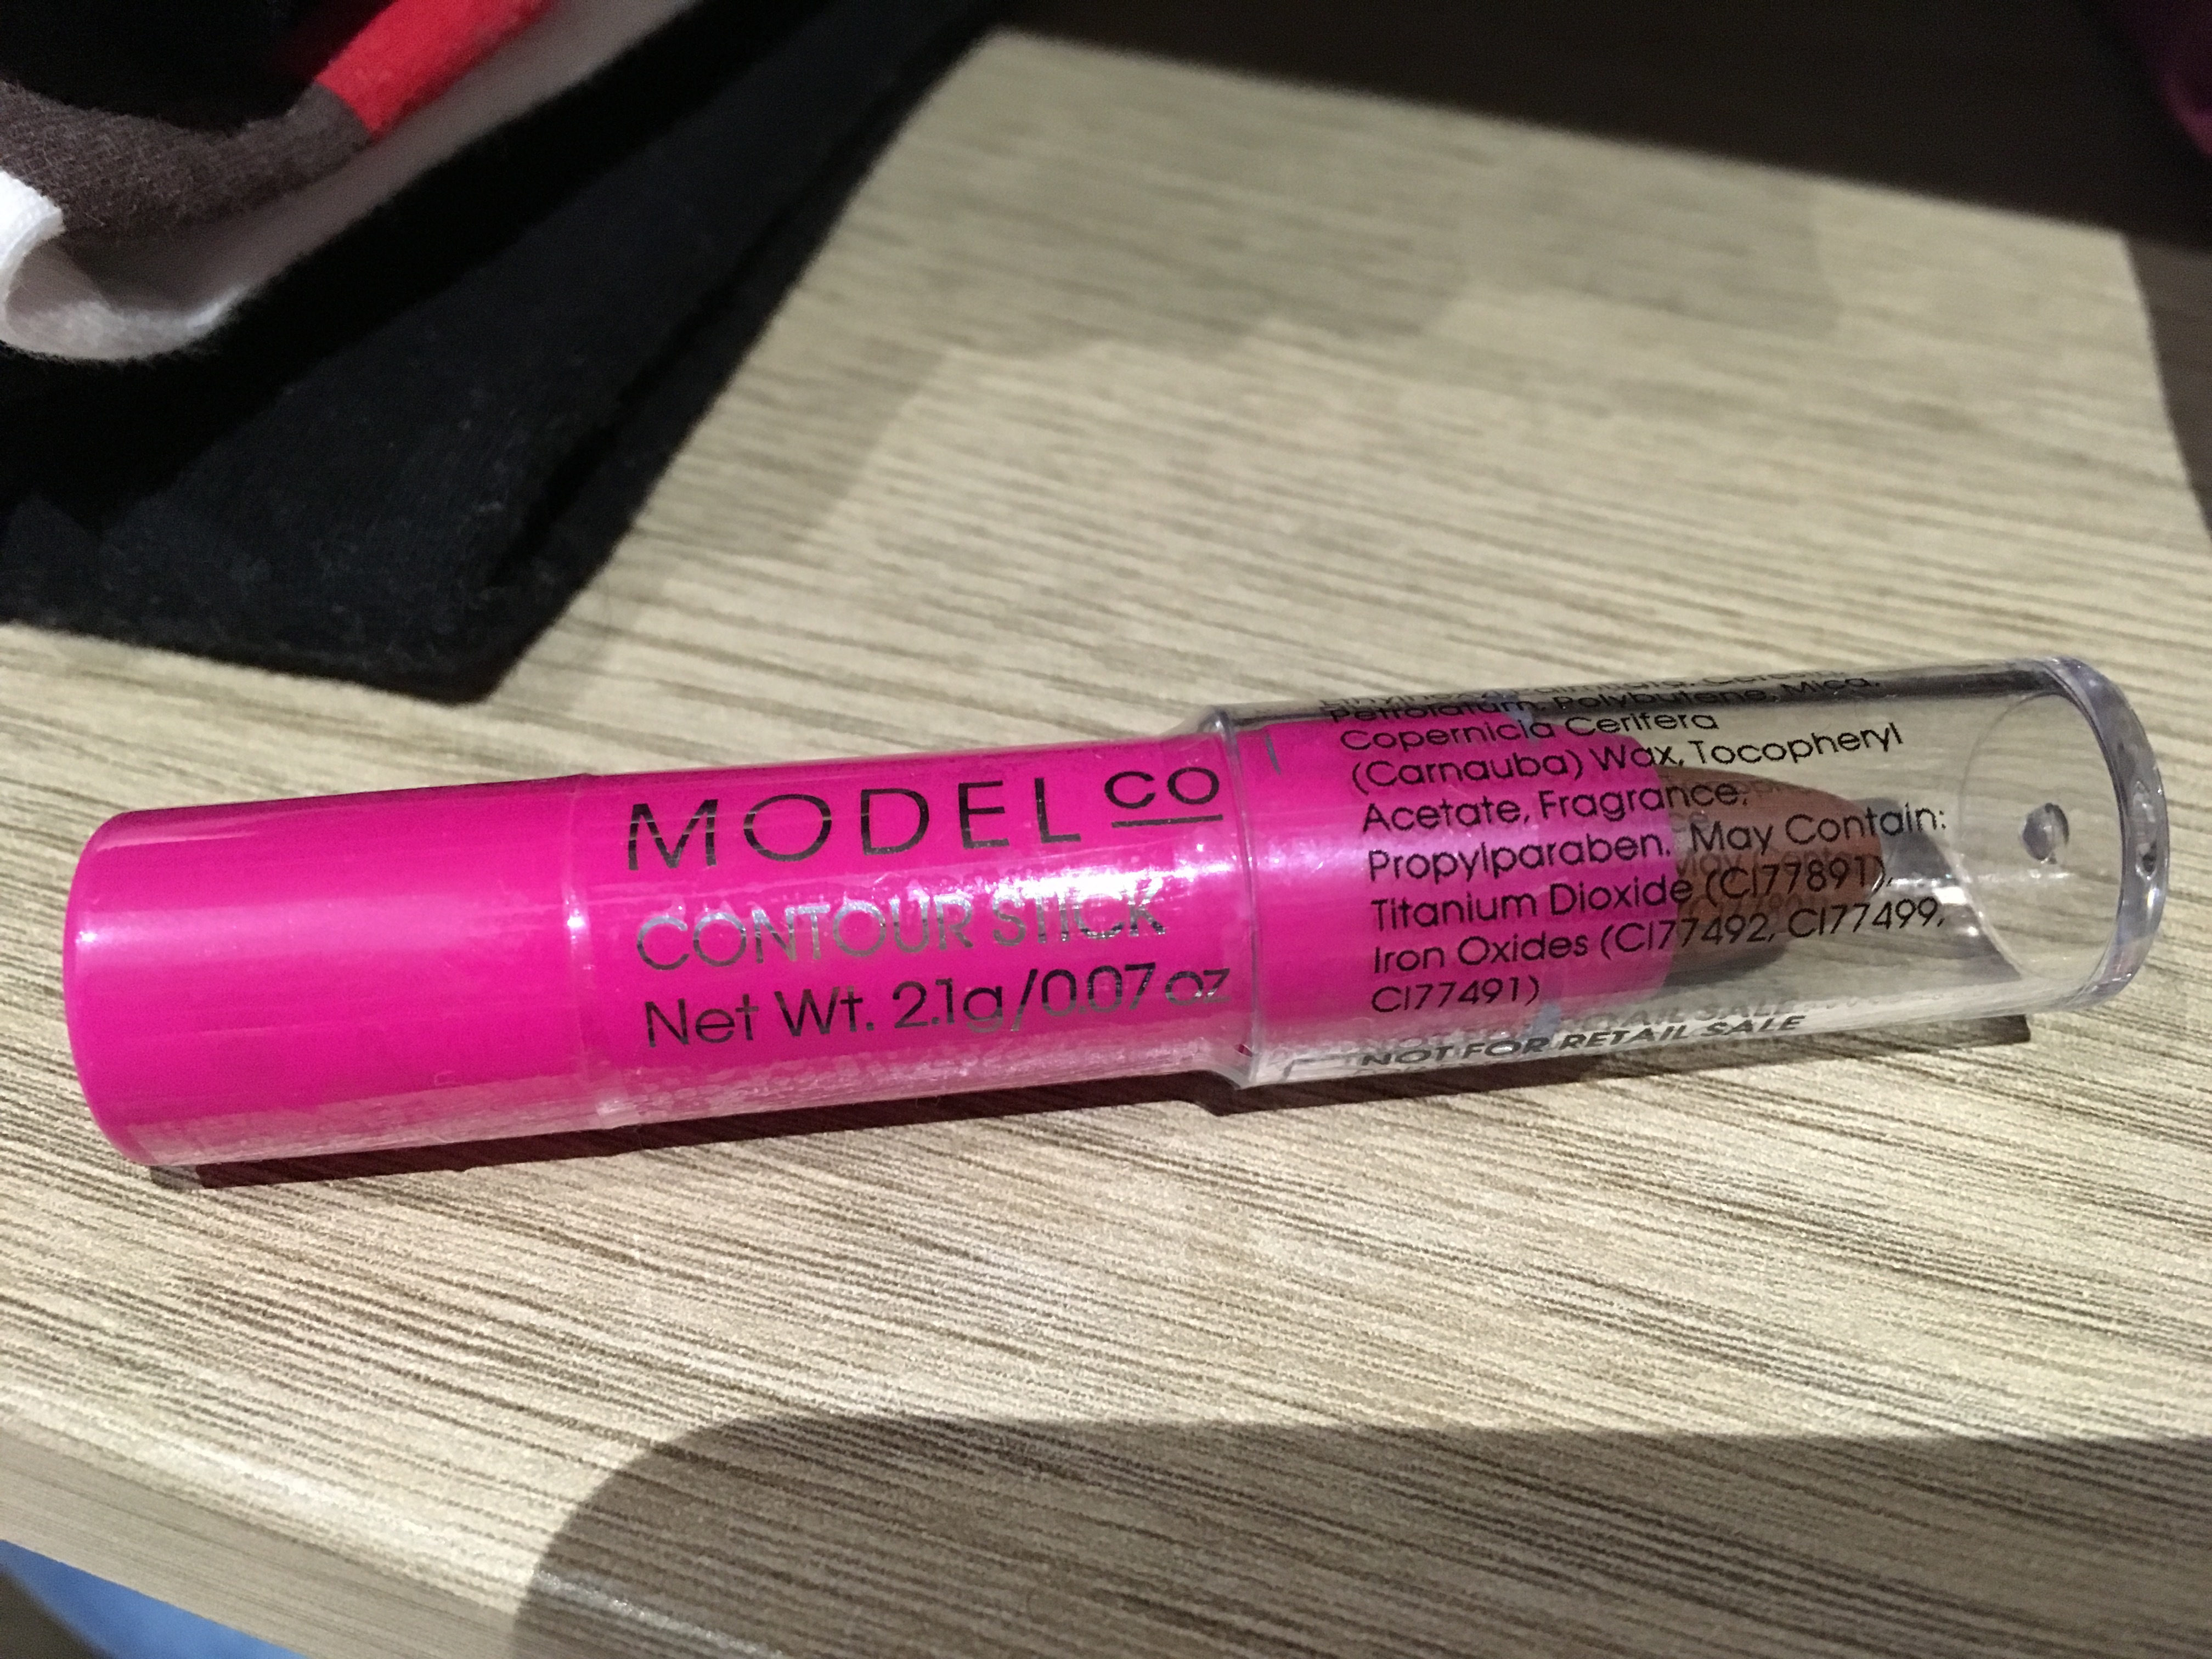 MODEL CO
CONTOUR STICK
Net Wt. 2.1g/0.07 oz
Petrolatum, Polybutene, Mica,
Copernicia Cerifera
(Carnauba) Wax, Tocopheryl
Acetate, Fragrance,
Propylparaben. May Contain:
Titanium Dioxide (CI77891),
Iron Oxides (CI77492, CI77499,
CI77491)
NOT FOR RETAIL SALE